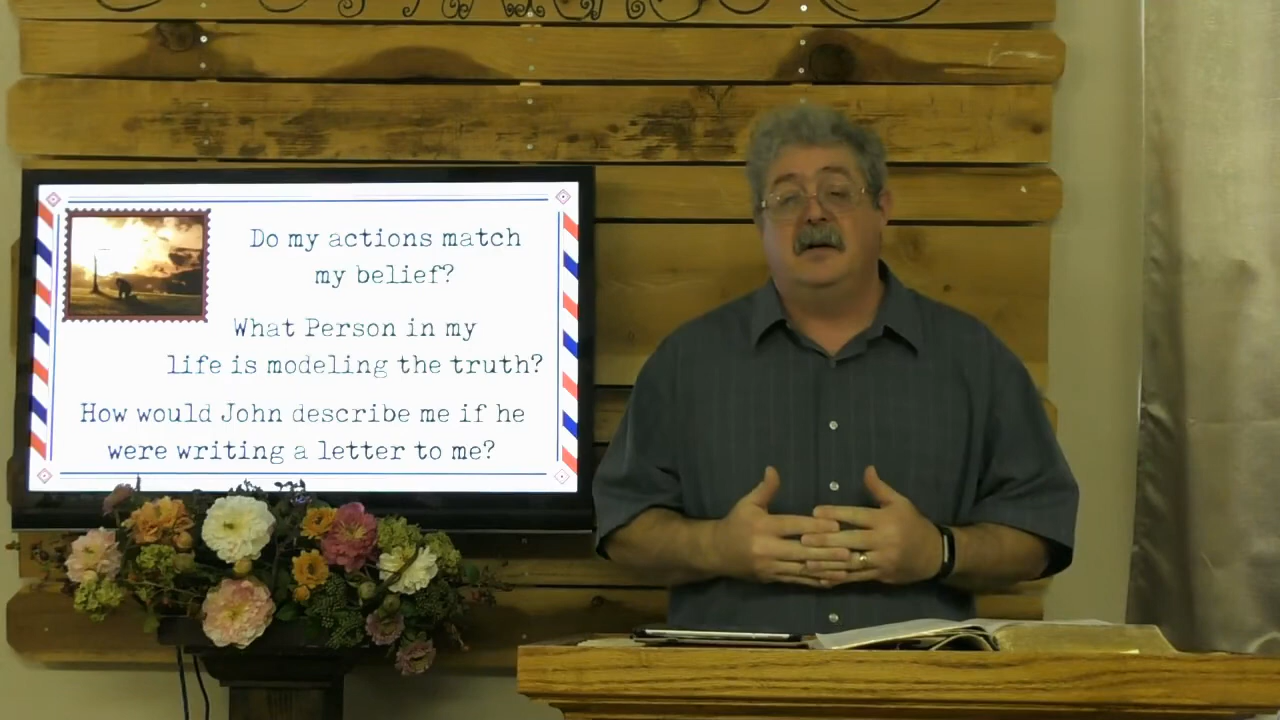 Do my actions match
my belief?
What Person in my
life is modeling the truth?
How would John describe me if he
were writing a letter to me?